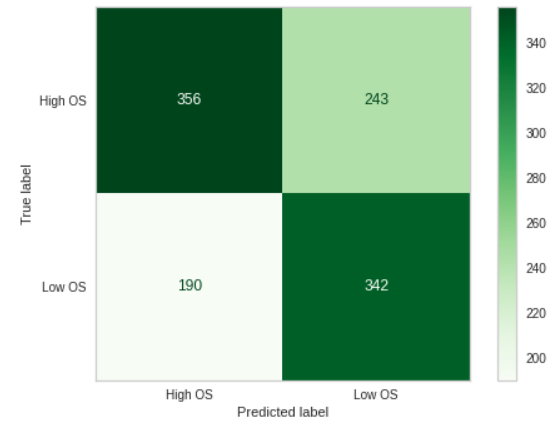 High OS
356
243
Low OS
190
342
High OS
Low OS
True label
Predicted label
340
320
300
280
260
240
220
200